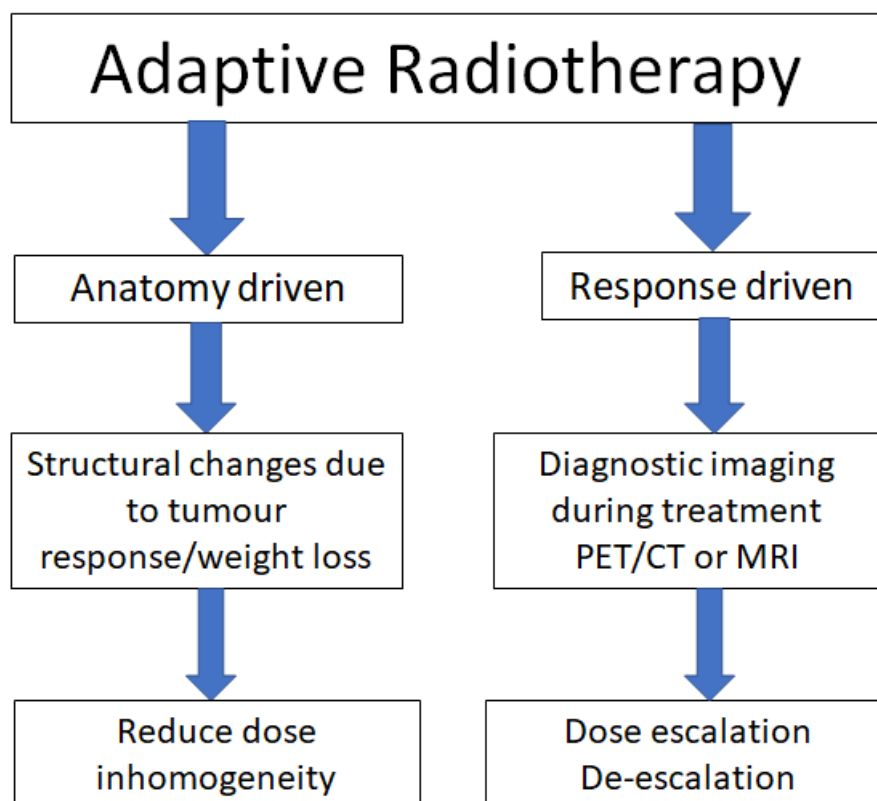 Adaptive Radiotherapy
Anatomy driven
Response driven
Structural changes due
to tumour
response/weight loss
Diagnostic imaging
during treatment
PET/CT or MRI
Reduce dose
inhomogeneity
Dose escalation
De-escalation